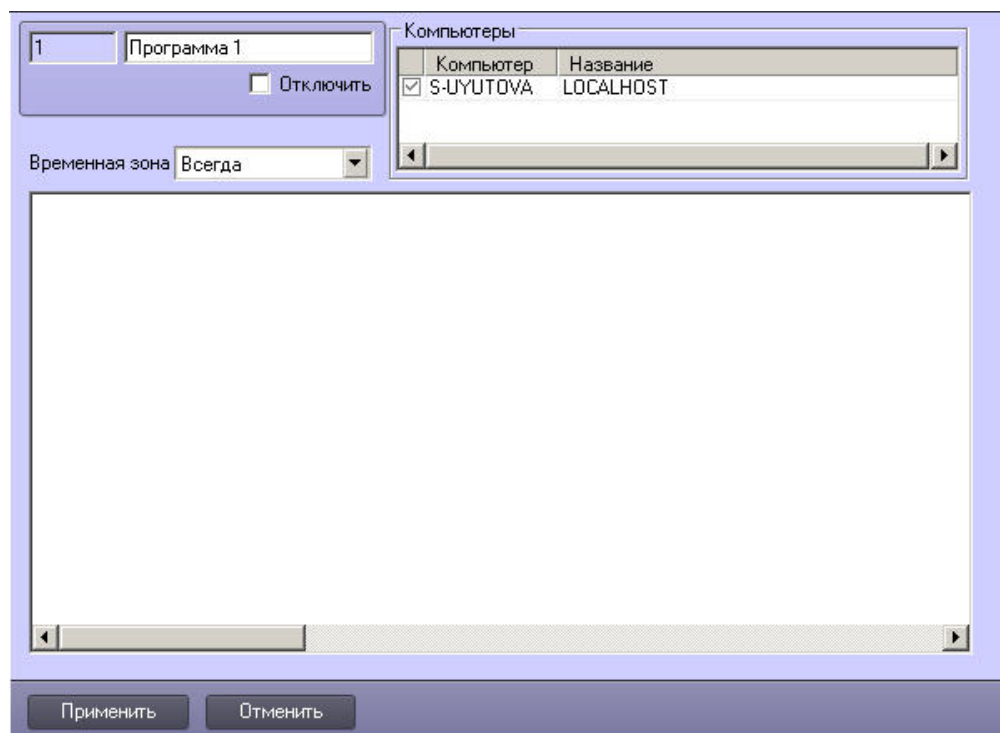 1
Программа 1
Отключить
Компьютеры
Компьютер Название
S-UYUTOVA LOCALHOST
Временная зона Всегда
Применить Отменить